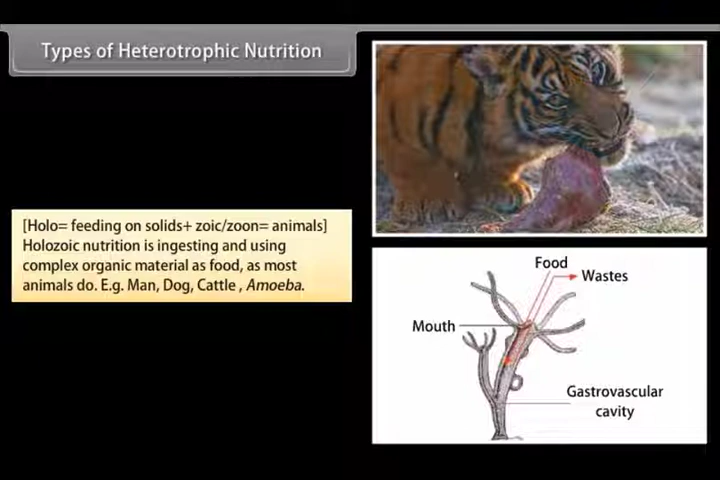 Types of Heterotrophic Nutrition
[Holo= feeding on solids+ zoic/zoon= animals]
Holozoic nutrition is ingesting and using
complex organic material as food, as most
animals do. E.g. Man, Dog, Cattle , Amoeba.
Food
Wastes
Mouth
Gastrovascular
cavity